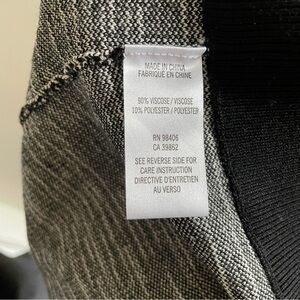 MADE IN CHINA
FABRIQUÉ EN CHINE
90% VISCOSE / VISCOSE
10% POLYESTER / POLYESTER
RN 98406
CA 39862
SEE REVERSE SIDE FOR
CARE INSTRUCTION
DIRECTIVE D'ENTRETIEN
AU VERSO